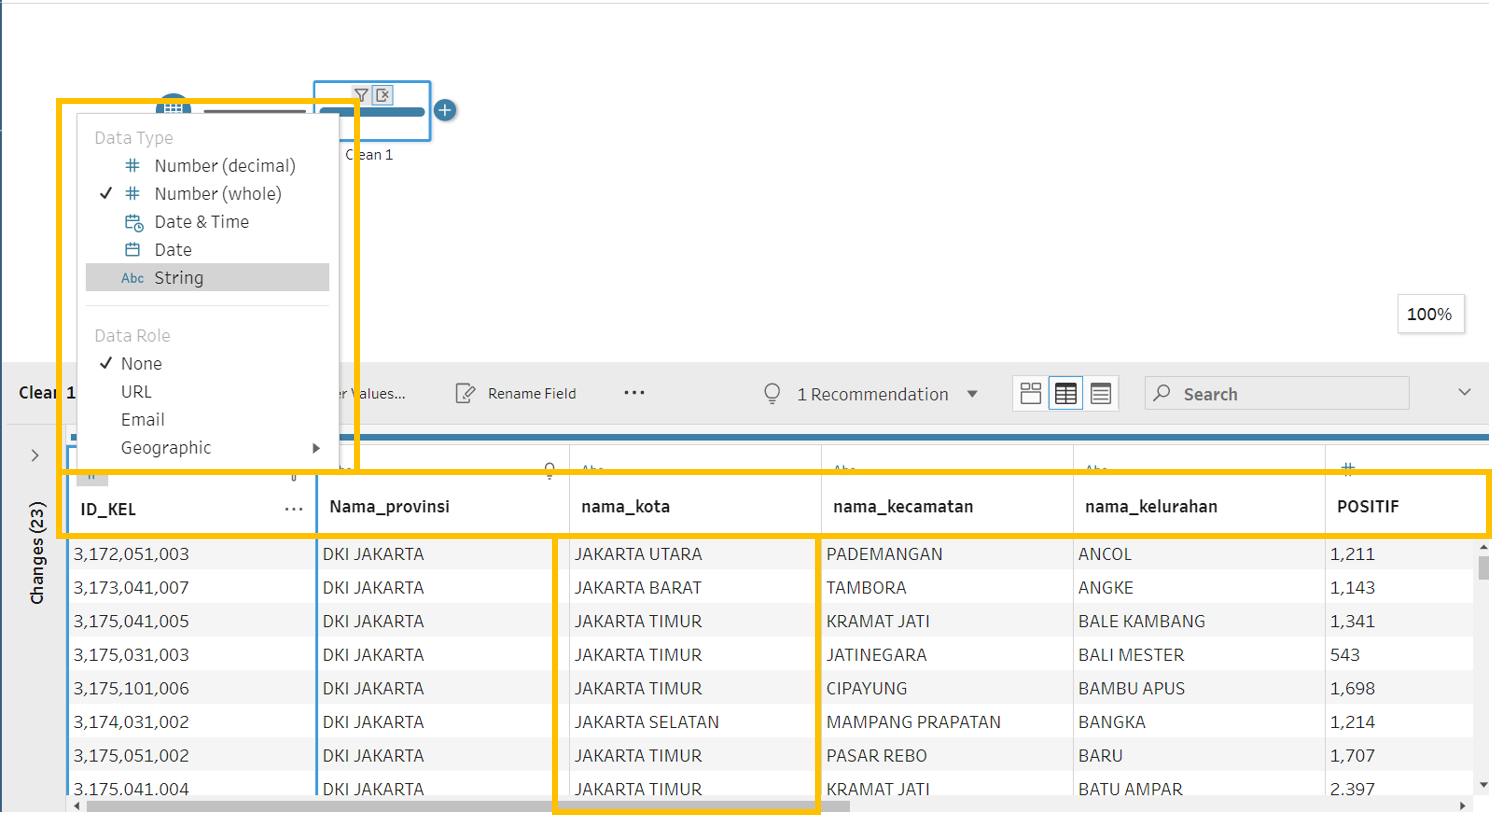 Clean 1
Data Type
Number (decimal)
Number (whole)
Date & Time
Date
Abc String
Data Role
None
URL
Email
Geographic
100%
Clean 1
Values...
Rename Field
1 Recommendation
Search
Changes (23)
ID_KEL Nama_provinsi nama_kota nama_kecamatan nama_kelurahan POSITIF
3,172,051,003 DKI JAKARTA JAKARTA UTARA PADEMANGAN ANCOL 1,211
3,173,041,007 DKI JAKARTA JAKARTA BARAT TAMBORA ANGKE 1,143
3,175,041,005 DKI JAKARTA JAKARTA TIMUR KRAMAT JATI BALE KAMBANG 1,341
3,175,031,003 DKI JAKARTA JAKARTA TIMUR JATINEGARA BALI MESTER 543
3,175,101,006 DKI JAKARTA JAKARTA TIMUR CIPAYUNG BAMBU APUS 1,698
3,174,031,002 DKI JAKARTA JAKARTA SELATAN MAMPANG PRAPATAN BANGKA 1,214
3,175,051,002 DKI JAKARTA JAKARTA TIMUR PASAR REBO BARU 1,707
3,175,041,004 DKI JAKARTA JAKARTA TIMUR KRAMAT JATI BATU AMPAR 2,397